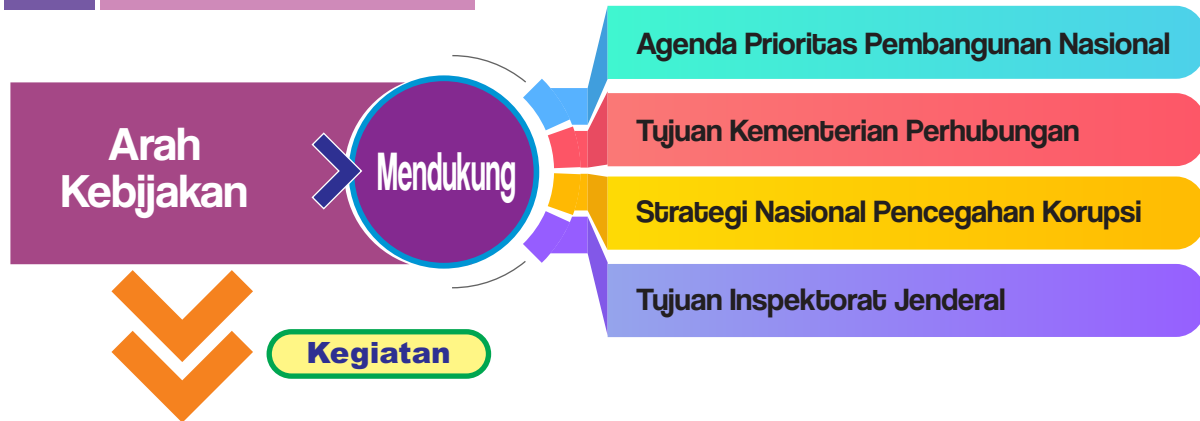 Arah
Kebijakan
Mendukung
Agenda Prioritas Pembangunan Nasional
Tujuan Kementerian Perhubungan
Strategi Nasional Pencegahan Korupsi
Tujuan Inspektorat Jenderal
Kegiatan